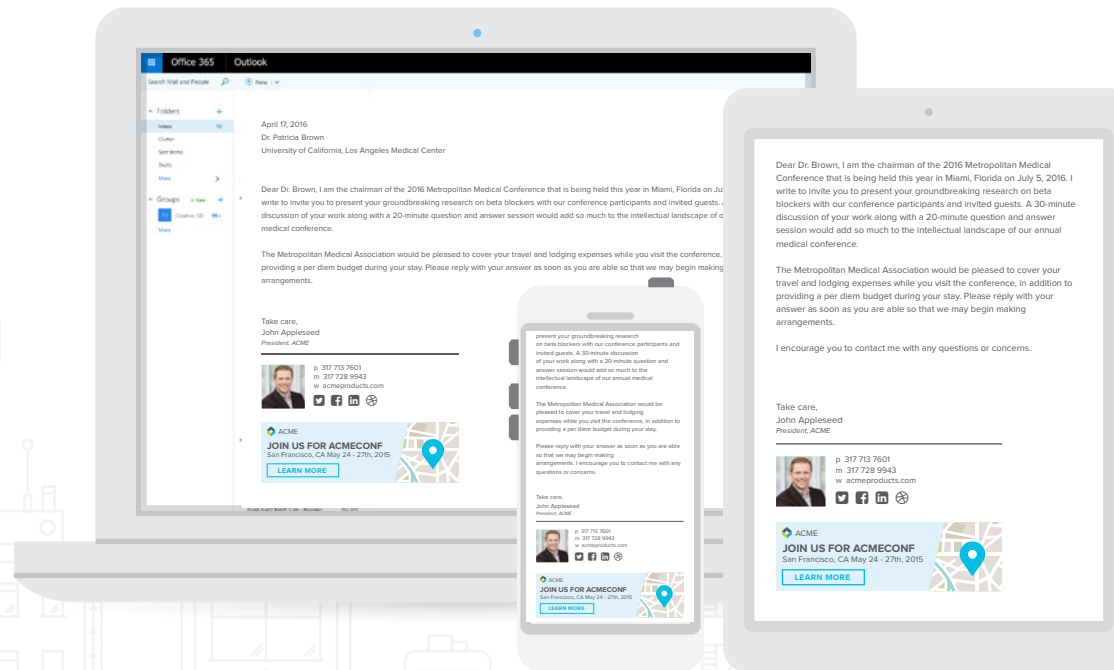 Office 365 Outlook
Search Mail and People
New
Folders
Inbox
Clutter
Sent Items
Drafts
More
Groups
New
More
April 17, 2016
Dr. Patricia Brown
University of California, Los Angeles Medical Center
Dear Dr. Brown, I am the chairman of the 2016 Metropolitan Medical Conference that is being held this year in Miami, Florida on Ju
write to invite you to present your groundbreaking research on beta blockers with our conference participants and invited guests.
discussion of your work along with a 20-minute question and answer session would add so much to the intellectual landscape of o
medical conference.
The Metropolitan Medical Association would be pleased to cover your travel and lodging expenses while you visit the conference,
providing a per diem budget during your stay. Please reply with your answer as soon as you are able so that we may begin making
arrangements.
Take care,
John Appleseed
President, ACME
p 317 713 7601
m 317 728 9943
w acmeproducts.com
ACME
JOIN US FOR ACMECONF
San Francisco, CA May 24 - 27th, 2015
LEARN MORE
present your groundbreaking research
on beta blockers with our conference participants and
invited guests. A 30-minute discussion
of your work along with a 20-minute question and
answer session would add so much to the
intellectual landscape of our annual medical
conference.
The Metropolitan Medical Association would be
pleased to cover your travel and lodging
expenses while you visit the conference, in addition to
providing a per diem budget during your stay.
Please reply with your answer as soon as you are able
so that we may begin making
arrangements. I encourage you to contact me with any
questions or concerns.
Take care,
John Appleseed
President, ACME
p 317 713 7601
m 317 728 9943
w acmeproducts.com
ACME
JOIN US FOR ACMECONF
San Francisco, CA May 24 - 27th, 2015
LEARN MORE
Dear Dr. Brown, I am the chairman of the 2016 Metropolitan Medical
Conference that is being held this year in Miami, Florida on July 5, 2016. I
write to invite you to present your groundbreaking research on beta
blockers with our conference participants and invited guests. A 30-minute
discussion of your work along with a 20-minute question and answer
session would add so much to the intellectual landscape of our annual
medical conference.
The Metropolitan Medical Association would be pleased to cover your
travel and lodging expenses while you visit the conference, in addition to
providing a per diem budget during your stay. Please reply with your
answer as soon as you are able so that we may begin making
arrangements.
I encourage you to contact me with any questions or concerns.
Take care,
John Appleseed
President, ACME
p 317 713 7601
m 317 728 9943
w acmeproducts.com
ACME
JOIN US FOR ACMECONF
San Francisco, CA May 24 - 27th, 2015
LEARN MORE